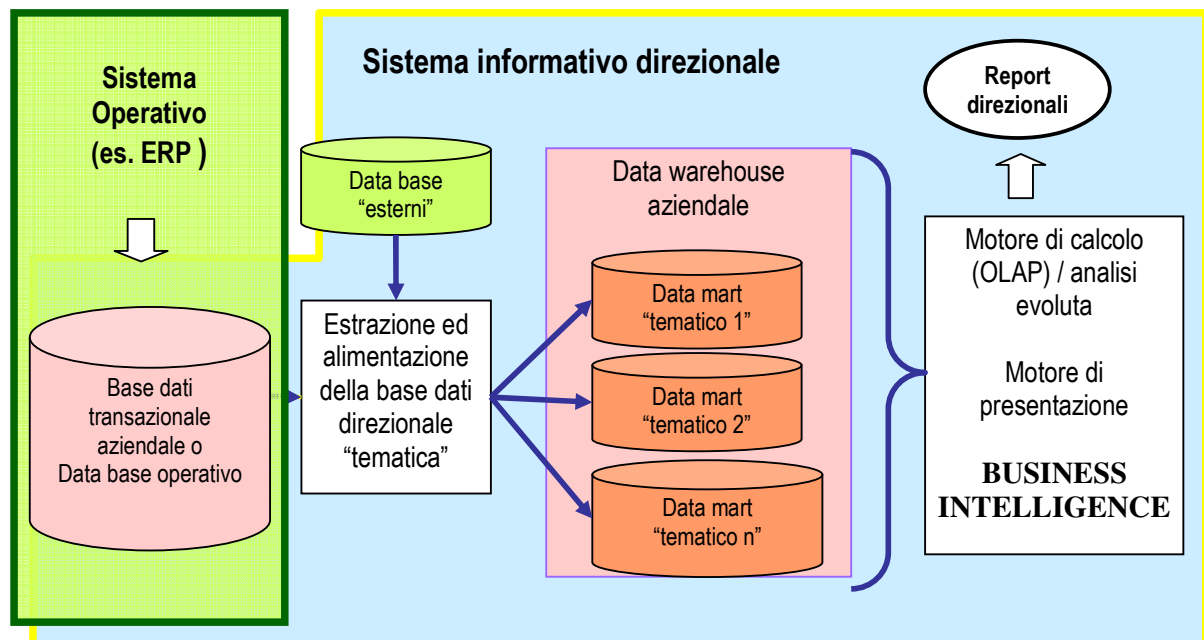 Sistema
Operativo
(es. ERP )
Sistema informativo direzionale
Report
direzionali
Data base
“esterni”
Data warehouse
aziendale
Base dati
transazionale
aziendale o
Data base operativo
Estrazione ed
alimentazione
della base dati
direzionale
“tematica”
Data mart
“tematico 1”
Data mart
“tematico 2”
Data mart
“tematico n”
Motore di calcolo
(OLAP) / analisi
evoluta
Motore di
presentazione
BUSINESS
INTELLIGENCE